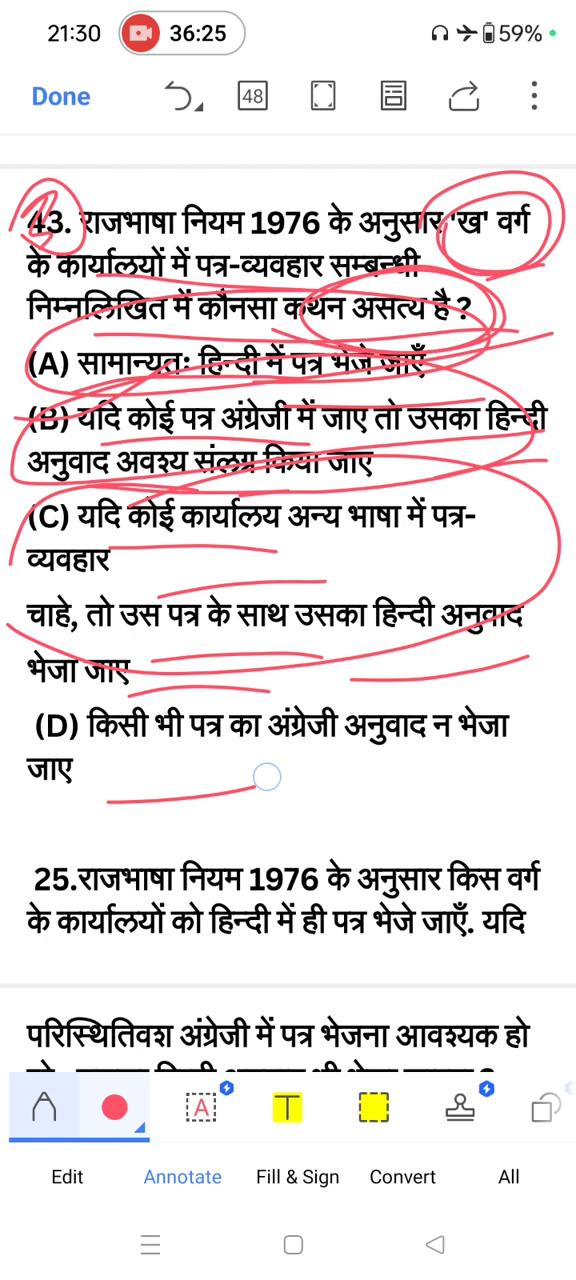 21:30
36:25
59%
Done
48
43. राजभाषा नियम 1976 के अनुसार 'ख' वर्ग
के कार्यालयों में पत्र-व्यवहार सम्बन्धी
निम्नलिखित में कौनसा कथन असत्य है ?
(A) सामान्यतः हिन्दी में पत्र भेजे जाएँ
(B) यदि कोई पत्र अंग्रेजी में जाए तो उसका हिन्दी
अनुवाद अवश्य संलग्न किया जाए
(C) यदि कोई कार्यालय अन्य भाषा में पत्र-
व्यवहार
चाहे, तो उस पत्र के साथ उसका हिन्दी अनुवाद
भेजा जाए
(D) किसी भी पत्र का अंग्रेजी अनुवाद न भेजा
जाए
25.राजभाषा नियम 1976 के अनुसार किस वर्ग
के कार्यालयों को हिन्दी में ही पत्र भेजे जाएँ. यदि
परिस्थितिवश अंग्रेजी में पत्र भेजना आवश्यक हो
A
T
Edit
Annotate
Fill & Sign
Convert
All